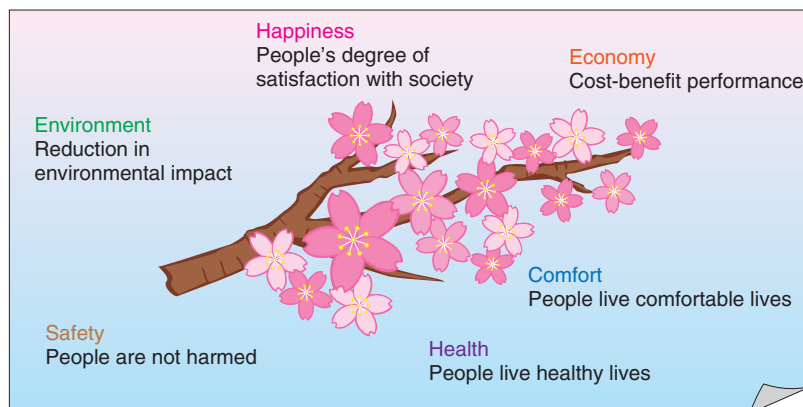 Happiness
People's degree of
satisfaction with society
Economy
Cost-benefit performance
Environment
Reduction in
environmental impact
Comfort
People live comfortable lives
Safety
People are not harmed
Health
People live healthy lives